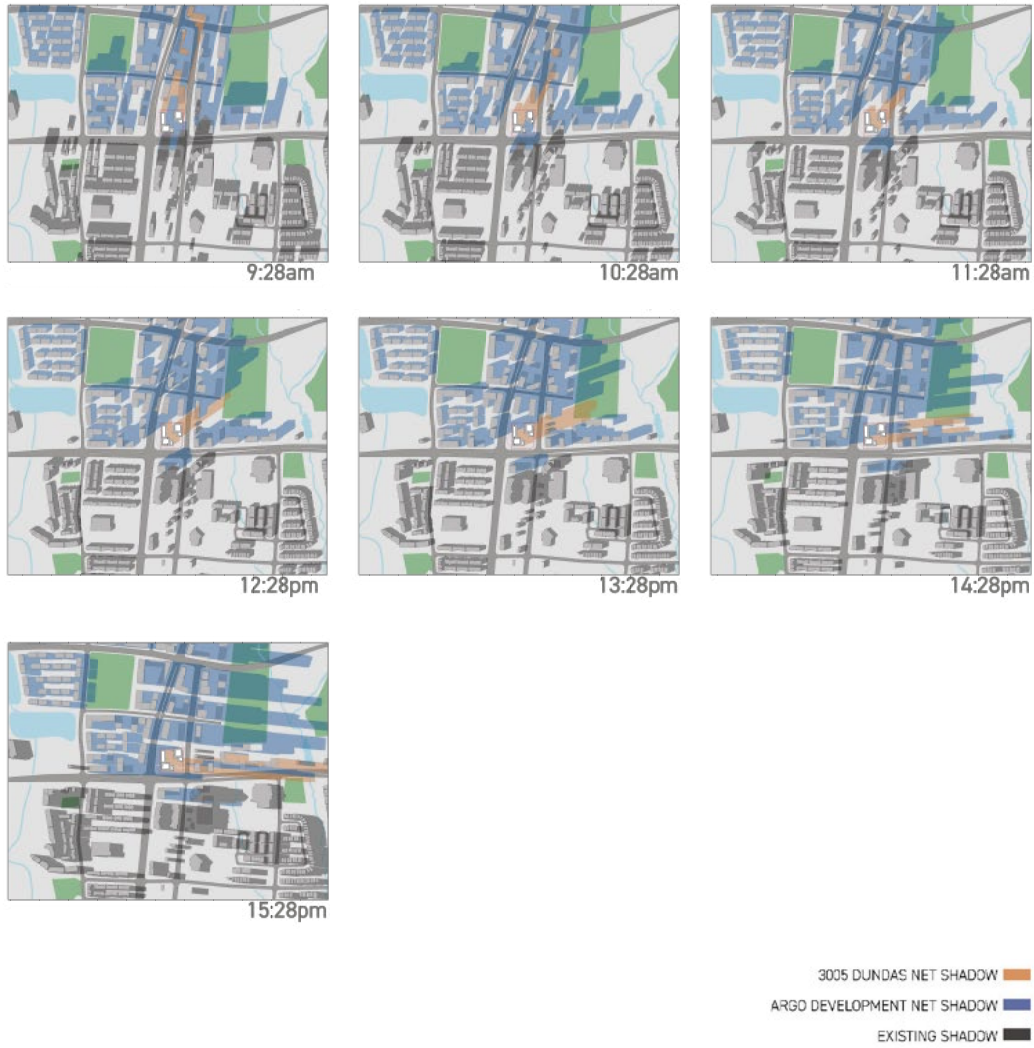 9:28am
10:28am
11:28am
12:28pm
13:28pm
14:28pm
15:28pm
3005 DUNDAS NET SHADOW
ARGO DEVELOPMENT NET SHADOW
EXISTING SHADOW